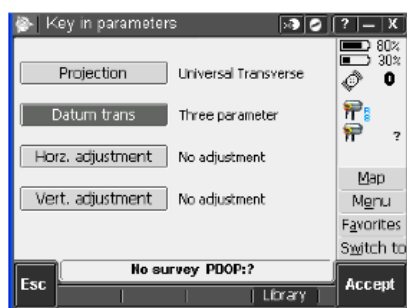 Key in parameters ? – X
80%
30%
Projection Universal Transverse
0
Datum trans Three parameter
Horz. adjustment No adjustment
?
Map
Vert. adjustment No adjustment
Menu
Favorites
Switch to
No survey PDOP:?
Esc
Library
Accept